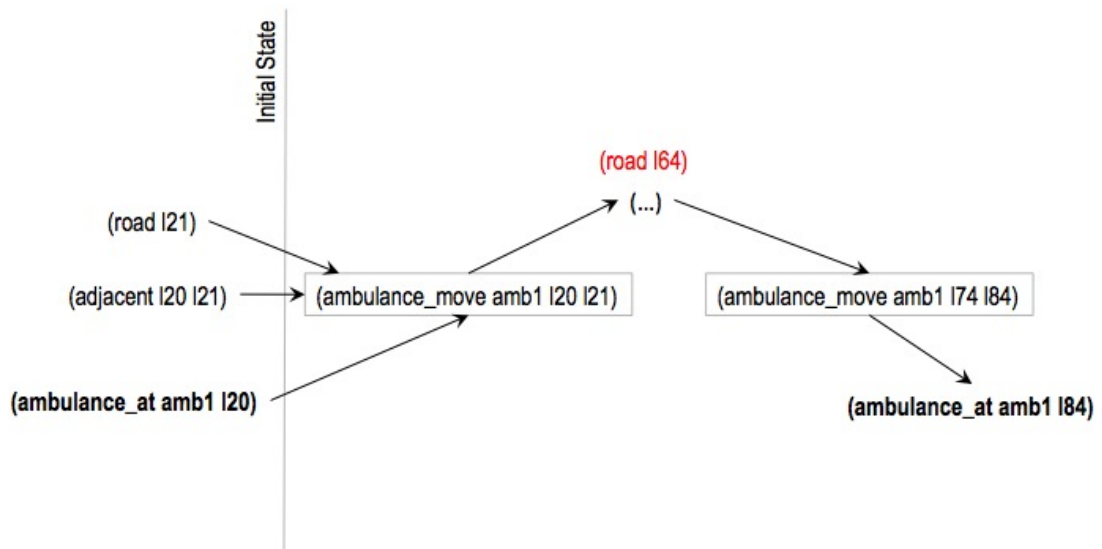 Initial State
(road l64)
(...)
(road l21)
(adjacent l20 l21)
(ambulance_move amb1 l20 l21)
(ambulance_move amb1 l74 l84)
(ambulance_at amb1 l20)
(ambulance_at amb1 l84)